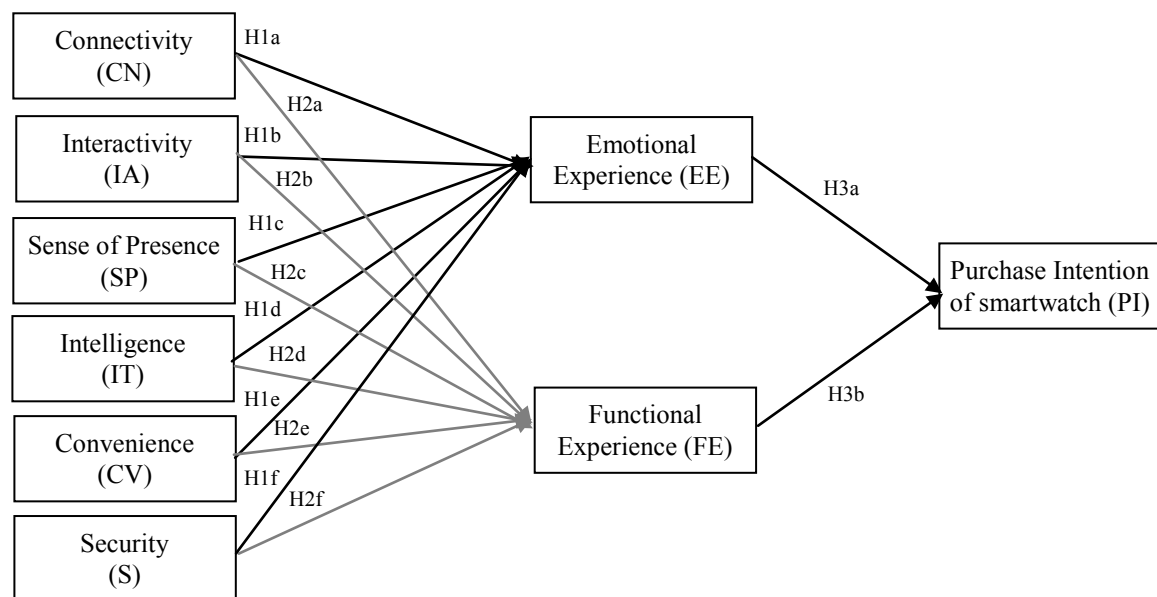 Connectivity
(CN)
H1a
H2a
Interactivity
(IA)
H1b
H2b
Sense of Presence
(SP)
H1c
H2c
Intelligence
(IT)
H1d
H2d
Convenience
(CV)
H1e
H2e
Security
(S)
H1f
H2f
Emotional
Experience (EE)
Functional
Experience (FE)
H3a
H3b
Purchase Intention
of smartwatch (PI)